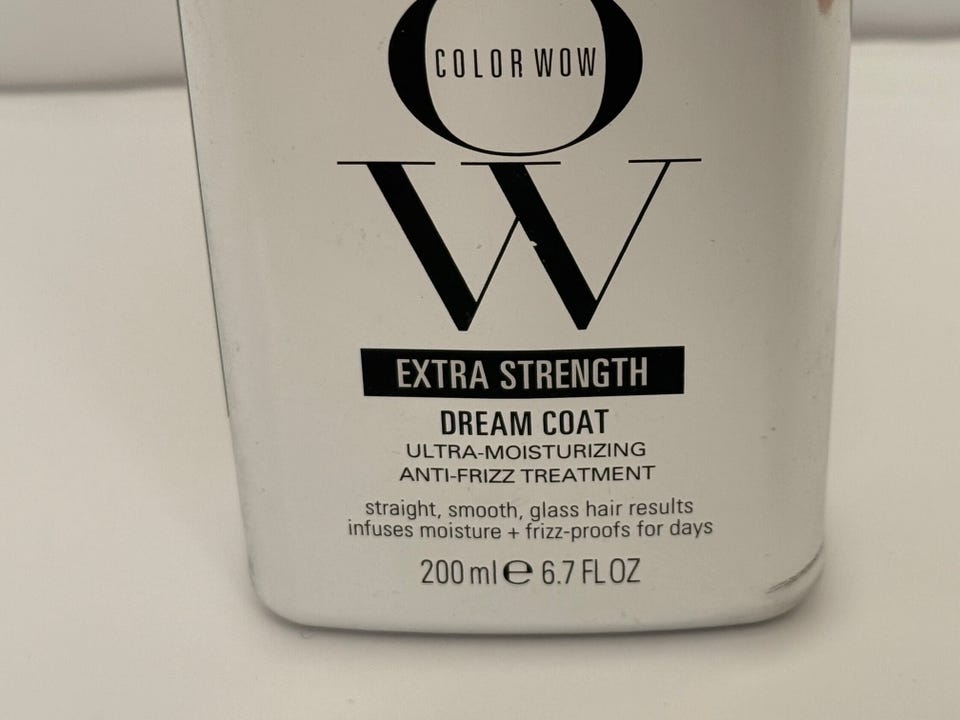 O
COLOR WOW
W
EXTRA STRENGTH
DREAM COAT
ULTRA-MOISTURIZING
ANTI-FRIZZ TREATMENT
straight, smooth, glass hair results
infuses moisture + frizz-proofs for days
200 ml ℮ 6.7 FL OZ